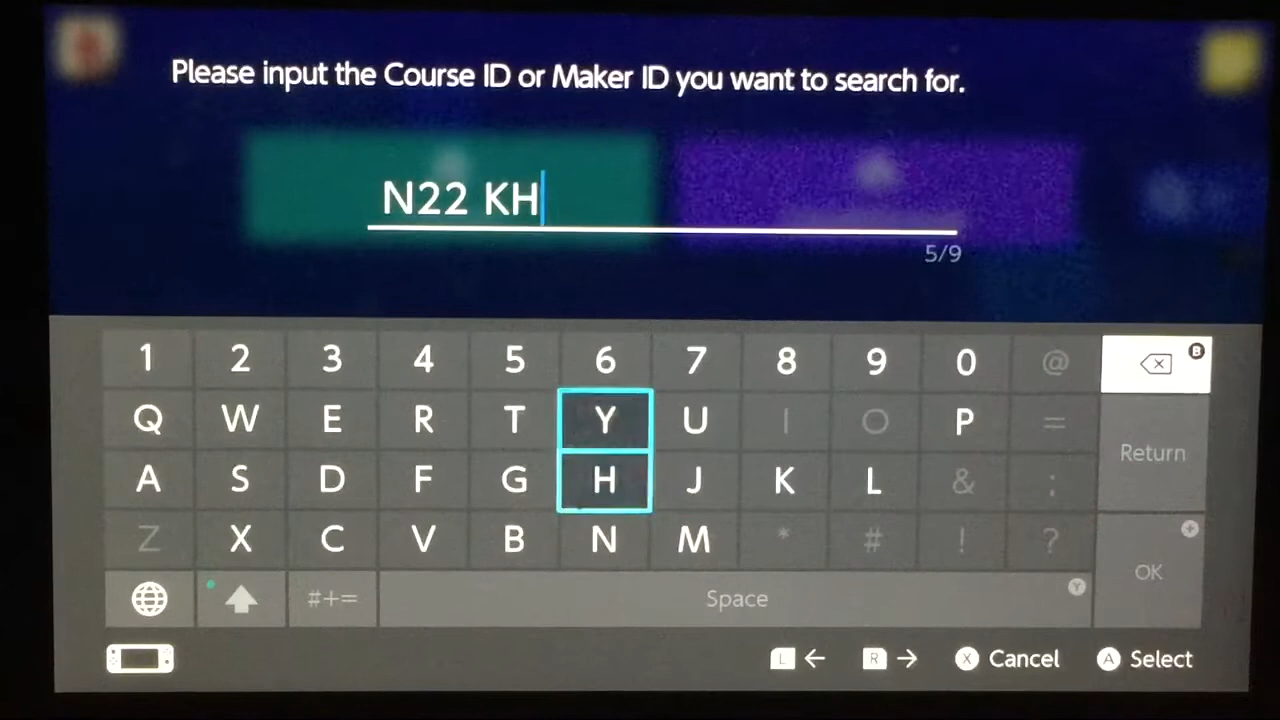 Please input the Course ID or Maker ID you want to search for.
N22 KH
5/9
1 2 3 4 5 6 7 8 9 0 @ B
Q W E R T Y U I O P = Return
A S D F G H J K L & :
Z X C V B N M * # ! ? + OK
#+= Space Y
L ← R → X Cancel A Select